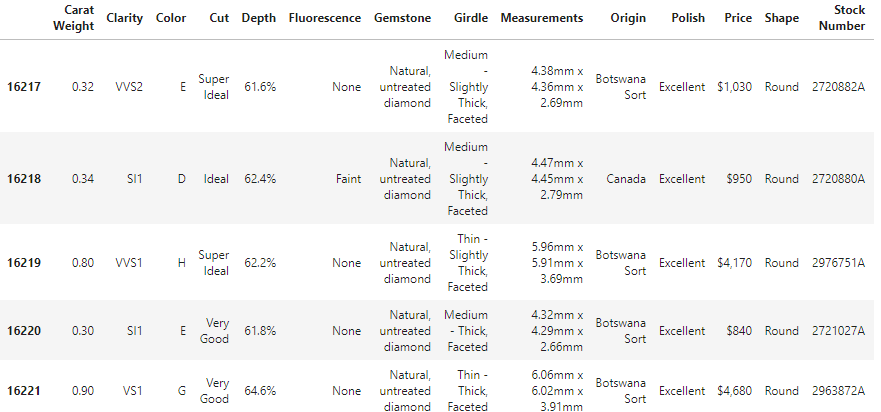 Carat Weight Clarity Color Cut Depth Fluorescence Gemstone Girdle Measurements Origin Polish Price Shape Stock Number
16217 0.32 VVS2 E Super Ideal 61.6% None Natural, untreated diamond Medium - Slightly Thick, Faceted 4.38mm x 4.36mm x 2.69mm Botswana Sort Excellent $1,030 Round 2720882A
16218 0.34 SI1 D Ideal 62.4% Faint Natural, untreated diamond Medium - Slightly Thick, Faceted 4.47mm x 4.45mm x 2.79mm Canada Excellent $950 Round 2720880A
16219 0.80 VVS1 H Super Ideal 62.2% None Natural, untreated diamond Thin - Slightly Thick, Faceted 5.96mm x 5.91mm x 3.69mm Botswana Sort Excellent $4,170 Round 2976751A
16220 0.30 SI1 E Very Good 61.8% None Natural, untreated diamond Medium - Thick, Faceted 4.32mm x 4.29mm x 2.66mm Botswana Sort Excellent $840 Round 2721027A
16221 0.90 VS1 G Very Good 64.6% None Natural, untreated diamond Thin - Thick, Faceted 6.06mm x 6.02mm x 3.91mm Botswana Sort Excellent $4,680 Round 2963872A